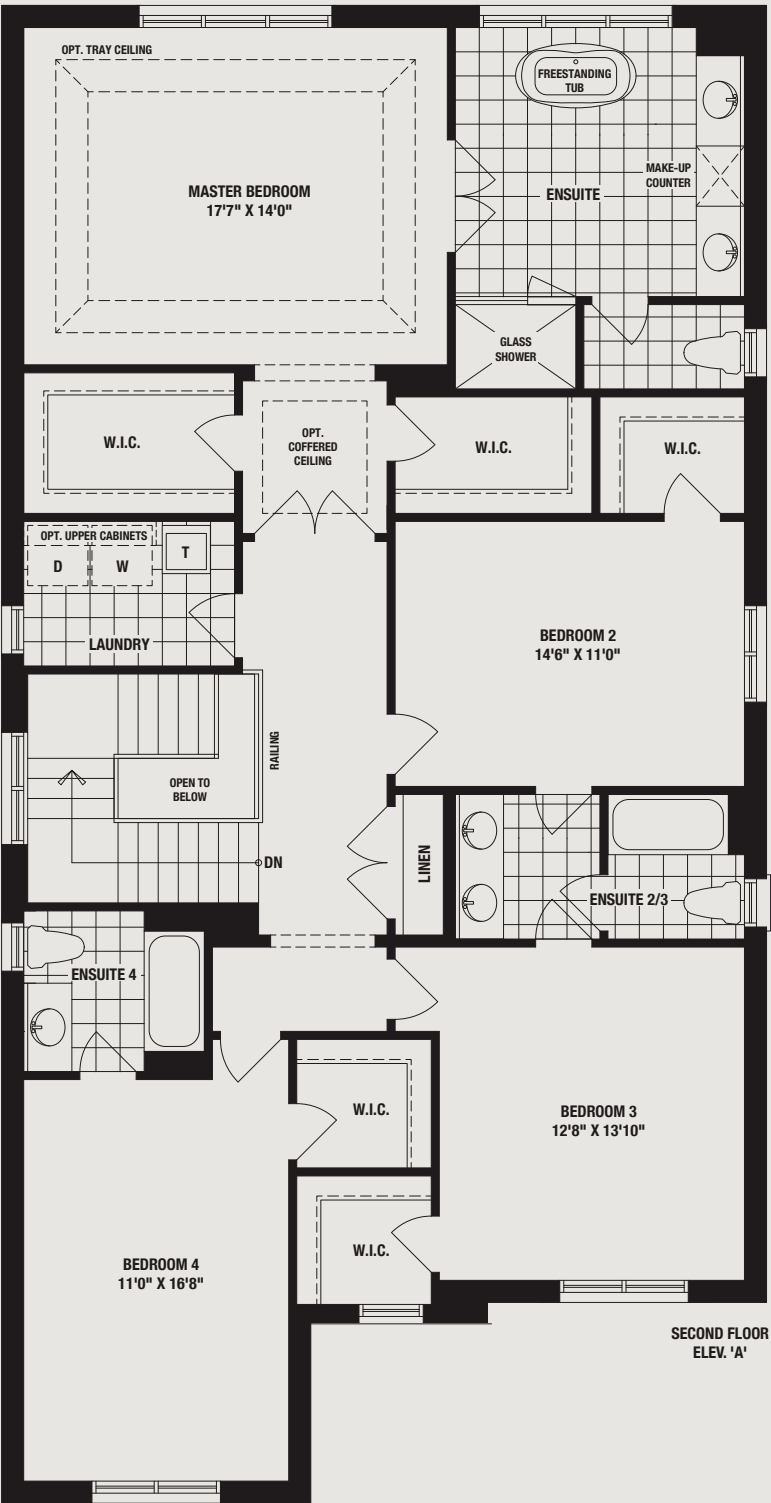 OPT. TRAY CEILING
FREESTANDING
TUB
MASTER BEDROOM
17'7" X 14'0"
ENSUITE
MAKE-UP
COUNTER
GLASS
SHOWER
W.I.C.
OPT.
COFFERED
CEILING
W.I.C.
W.I.C.
OPT. UPPER CABINETS
D
W
T
LAUNDRY
BEDROOM 2
14'6" X 11'0"
RAILING
OPEN TO
BELOW
DN
LINEN
ENSUITE 2/3
ENSUITE 4
W.I.C.
BEDROOM 3
12'8" X 13'10"
W.I.C.
BEDROOM 4
11'0" X 16'8"
SECOND FLOOR
ELEV. 'A'